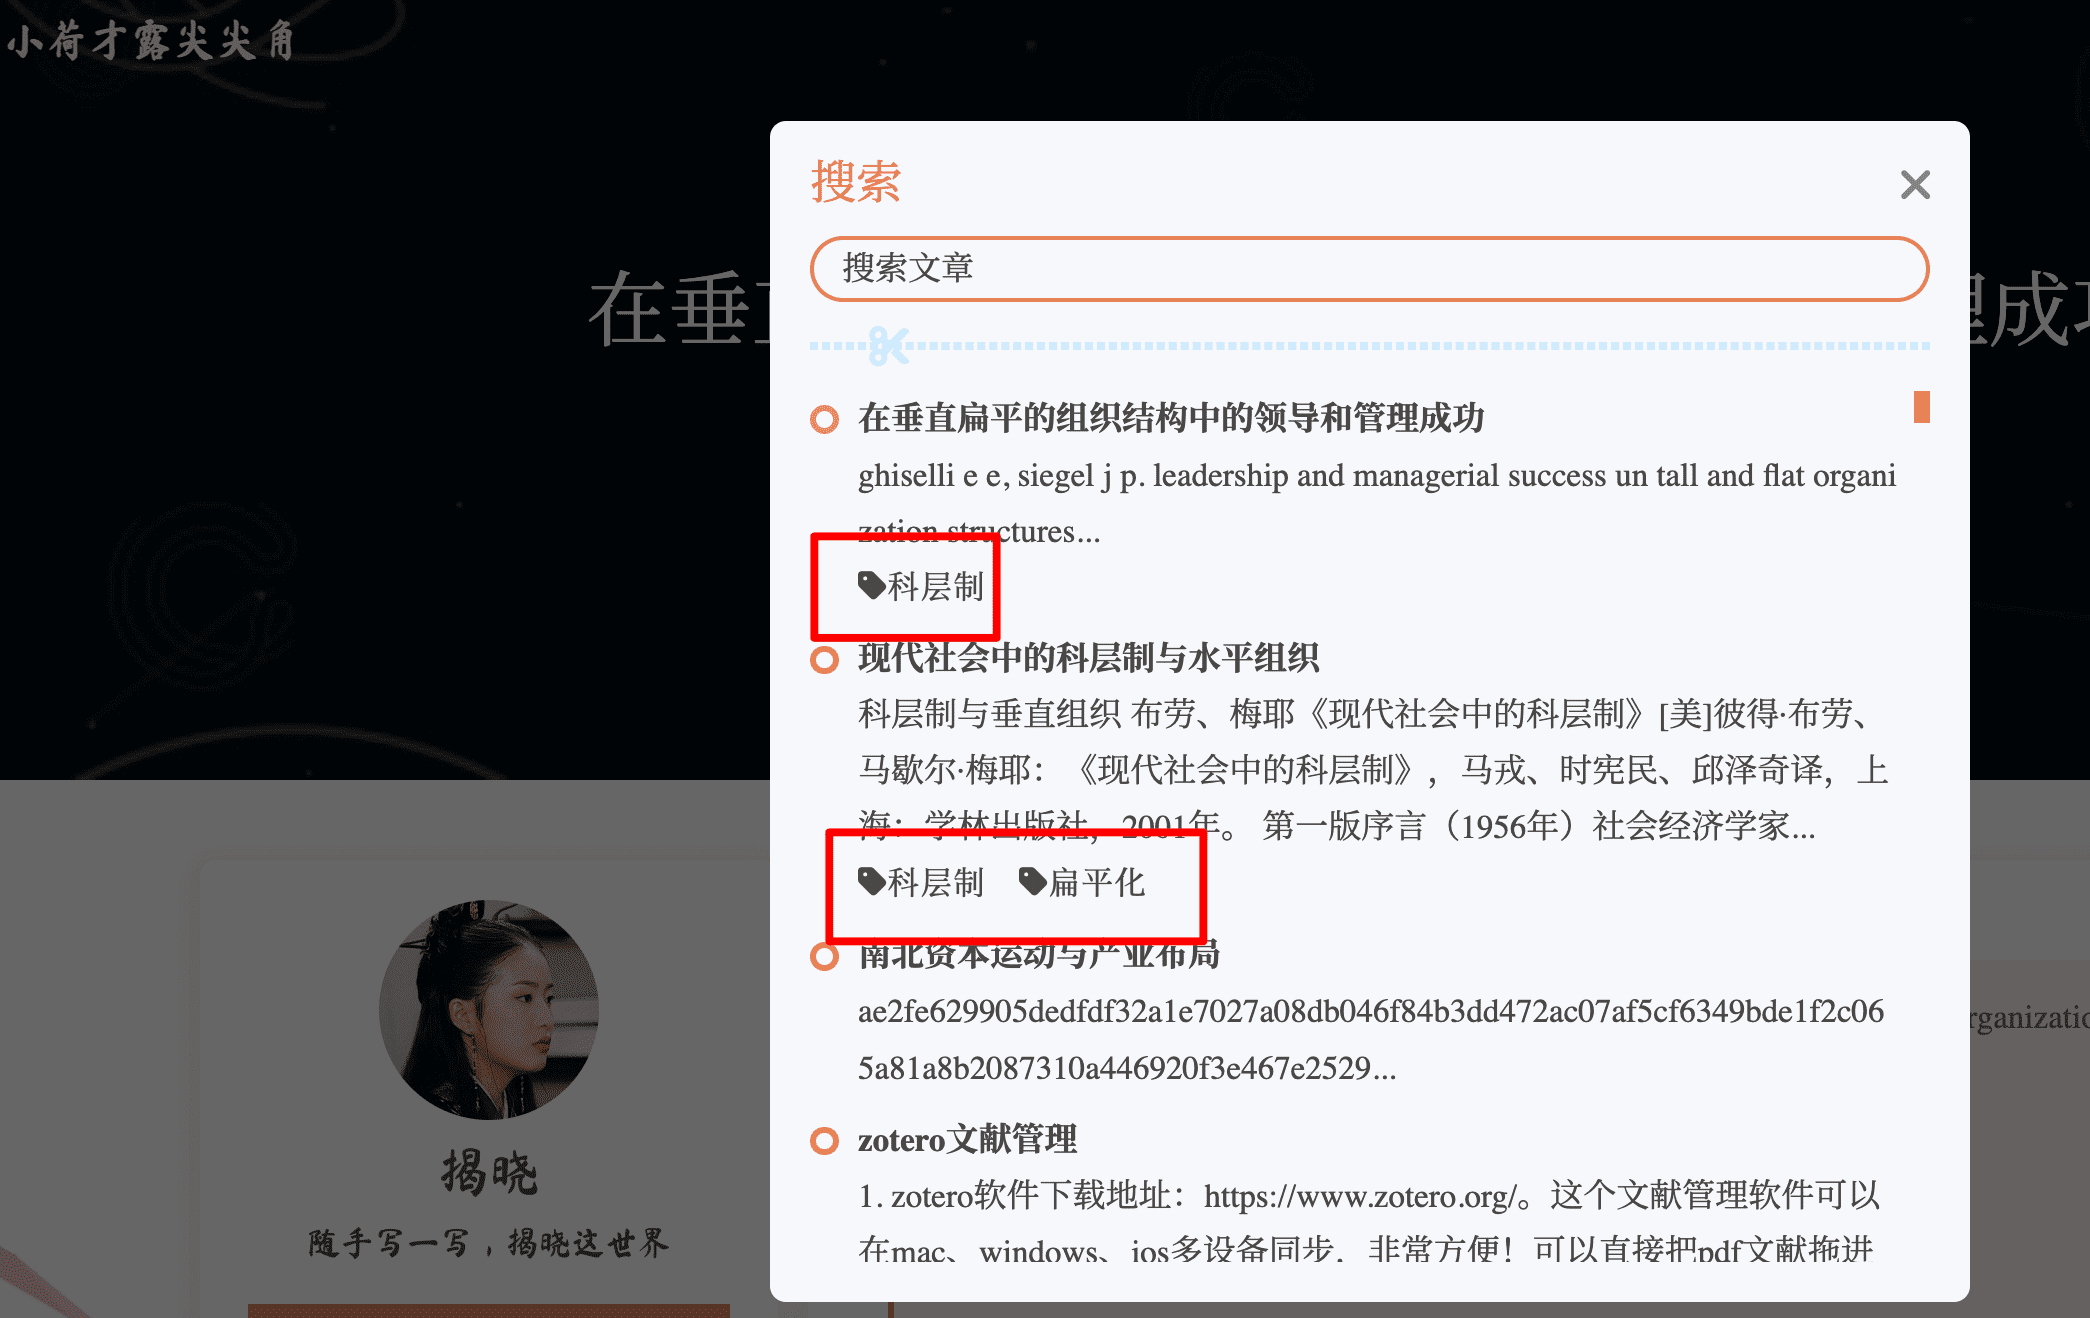 小荷才露尖尖角
在垂
理成
搜索
搜索文章
在垂直扁平的组织结构中的领导和管理成功
ghiselli e e, siegel j p. leadership and managerial success un tall and flat organi
zation structures...
科层制
现代社会中的科层制与水平组织
科层制与垂直组织 布劳、梅耶《现代社会中的科层制》[美]彼得·布劳、
马歇尔·梅耶：《现代社会中的科层制》，马戎、时宪民、邱泽奇译，上
海：学林出版社，2001年。 第一版序言（1956年）社会经济学家...
科层制 扁平化
南北资本运动与产业布局
ae2fe629905dedfdf32a1e7027a08db046f84b3dd472ac07af5cf6349bde1f2c06
5a81a8b2087310a446920f3e467e2529...
rganizatio
zotero文献管理
1. zotero软件下载地址：https://www.zotero.org/。这个文献管理软件可以
在mac、windows、ios多设备同步，非常方便！可以直接把pdf文献拖进
揭晓
随手写一写，揭晓这世界